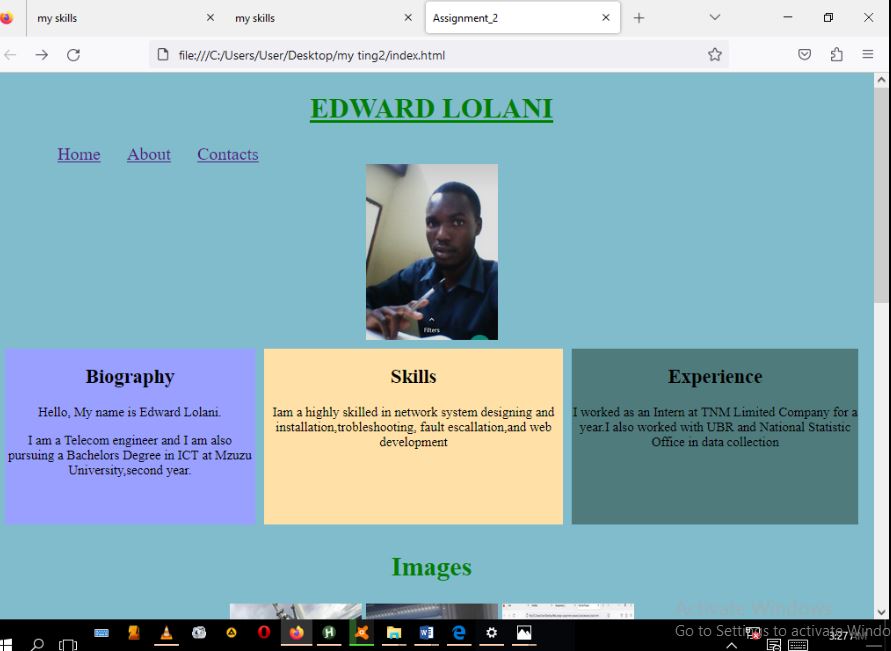 my skills
my skills
Assignment_2
file:///C:/Users/User/Desktop/my ting2/index.html
EDWARD LOLANI
Home About Contacts
Filters
Biography
Hello, My name is Edward Lolani.
I am a Telecom engineer and I am also
pursuing a Bachelors Degree in ICT at Mzuzu
University,second year.
Skills
Iam a highly skilled in network system designing and
installation,trobleshooting, fault escallation,and web
development
Experience
I worked as an Intern at TNM Limited Company for a
year.I also worked with UBR and National Statistic
Office in data collection
Images
Activate Windows
Go to Settings to activate Windo
3:27 AM